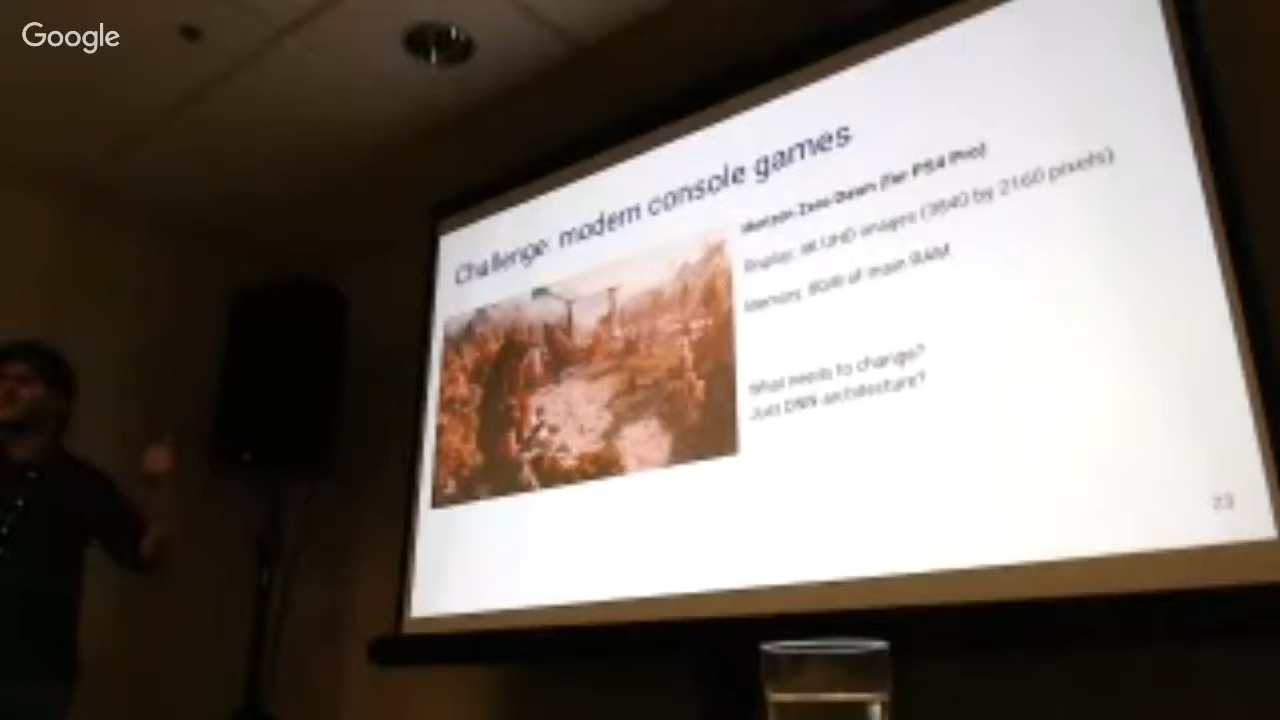 Google
Challenge: modern console games
Horizon Zero Dawn (for PS4 Pro)
Display: 4K UHD images (3840 by 2160 pixels)
Memory: 8GB of main RAM
What needs to change?
Just DNN architecture?
23